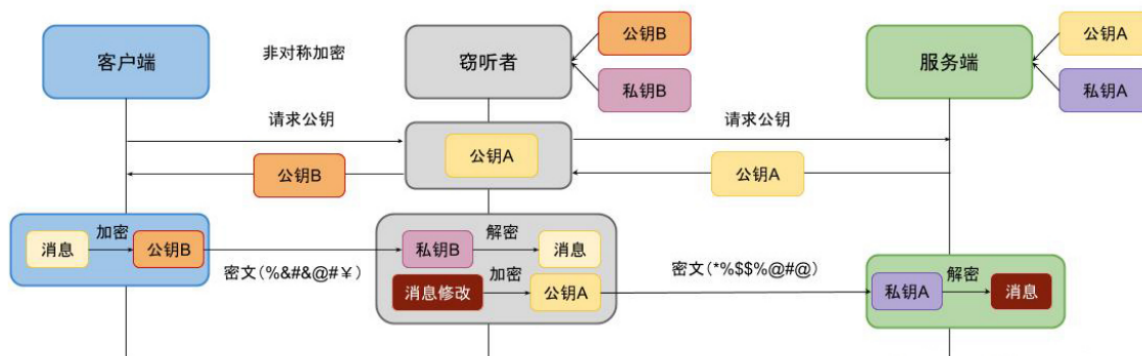 客户端
非对称加密
窃听者
公钥B
私钥B
服务端
公钥A
私钥A
请求公钥
请求公钥
公钥A
公钥B
公钥A
消息
加密
公钥B
密文(%&#&@#¥)
私钥B
解密
消息
消息修改
加密
公钥A
密文(*%$$%@#@)
私钥A
解密
消息